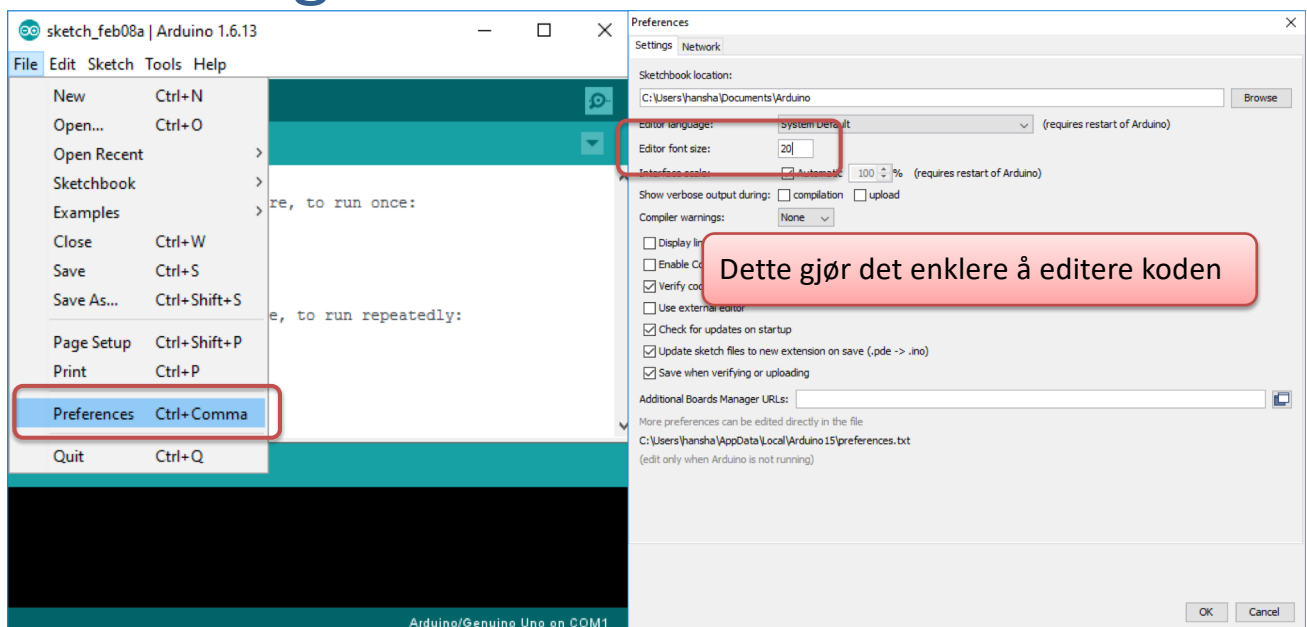 sketch_feb08a | Arduino 1.6.13
File Edit Sketch Tools Help
New Ctrl+N
Open... Ctrl+O
Open Recent >
Sketchbook >
Examples >
Close Ctrl+W
Save Ctrl+S
Save As... Ctrl+Shift+S
Page Setup Ctrl+Shift+P
Print Ctrl+P
Preferences Ctrl+Comma
Quit Ctrl+Q
re, to run once:
e, to run repeatedly:
Arduino/Genuino Uno on COM1
Preferences
Settings Network
Sketchbook location:
C:\Users\hansha\Documents\Arduino Browse
Editor language: System Default (requires restart of Arduino)
Editor font size: 20
Interface scale: Automatic 100 % (requires restart of Arduino)
Show verbose output during: compilation upload
Compiler warnings: None
Display
Enable
Verify
Dette gjør det enklere å editere koden
Use external editor
Check for updates on startup
Update sketch files to new extension on save (.pde -> .ino)
Save when verifying or uploading
Additional Boards Manager URLs:
More preferences can be edited directly in the file
C:\Users\hansha\AppData\Local\Arduino15\preferences.txt
(edit only when Arduino is not running)
OK Cancel